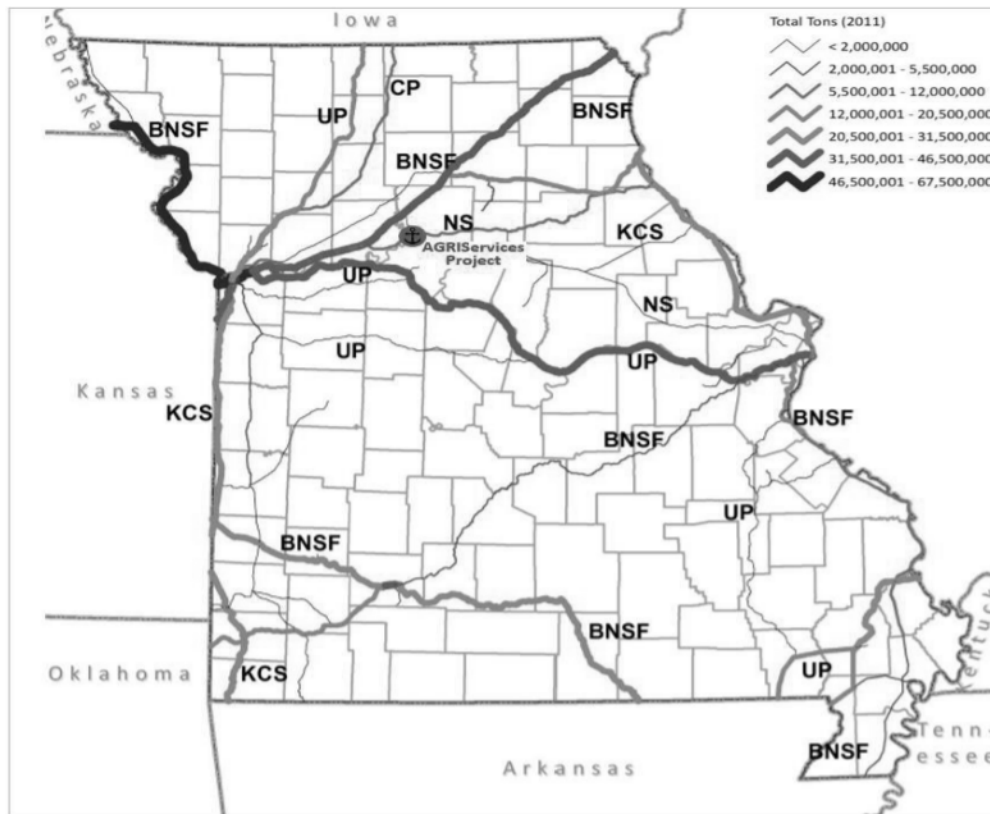 Iowa
Total Tons (2011)
< 2,000,000
2,000,001 - 5,500,000
5,500,001 - 12,000,000
12,000,001 - 20,500,000
20,500,001 - 31,500,000
31,500,001 - 46,500,000
46,500,001 - 67,500,000
Nebraska
BNSF
UP
CP
BNSF
BNSF
NS
AGRIServices
Project
KCS
UP
NS
UP
UP
Kansas
KCS
BNSF
BNSF
UP
BNSF
BNSF
Oklahoma
KCS
UP
Kentucky
BNSF
Tenn-
essee
Arkansas